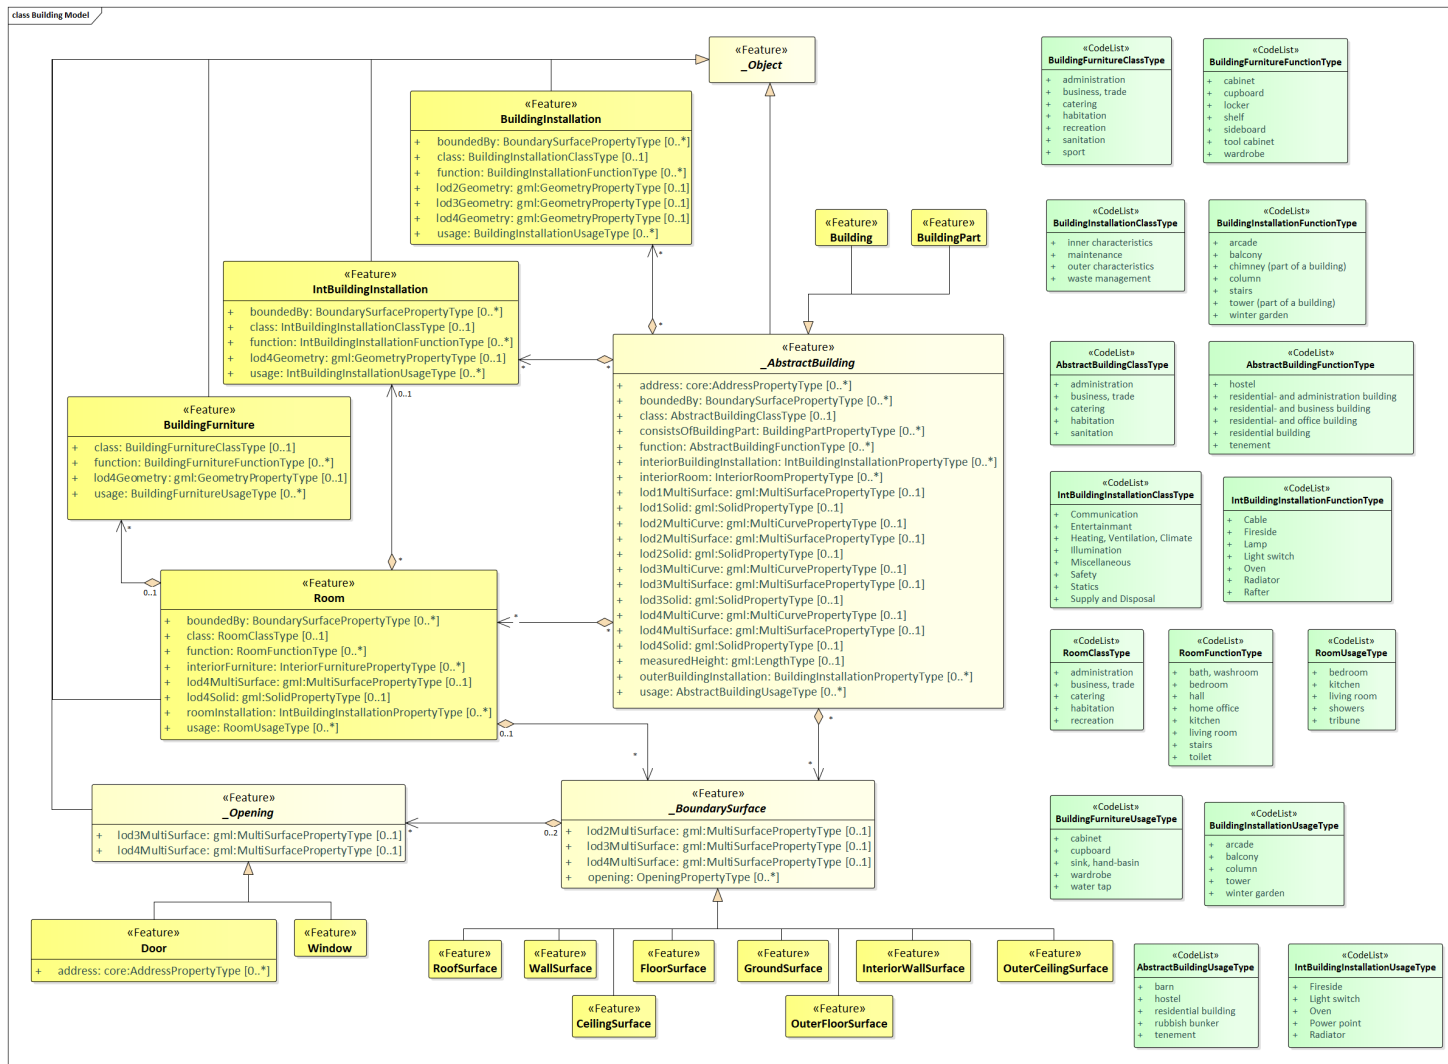 class Building Model
«Feature»
_Object
«Feature»
BuildingInstallation
+ boundedBy: BoundarySurfacePropertyType [0..*]
+ class: BuildingInstallationClassType [0..1]
+ function: BuildingInstallationFunctionType [0..*]
+ lod2Geometry: gml:GeometryPropertyType [0..1]
+ lod3Geometry: gml:GeometryPropertyType [0..1]
+ lod4Geometry: gml:GeometryPropertyType [0..1]
+ usage: BuildingInstallationUsageType [0..*]
*
*
«Feature»
Building
«Feature»
BuildingPart
«Feature»
IntBuildingInstallation
+ boundedBy: BoundarySurfacePropertyType [0..*]
+ class: IntBuildingInstallationClassType [0..1]
+ function: IntBuildingInstallationFunctionType [0..*]
+ lod4Geometry: gml:GeometryPropertyType [0..1]
+ usage: IntBuildingInstallationUsageType [0..*]
*
*
0..1
*
«Feature»
_AbstractBuilding
+ address: core:AddressPropertyType [0..*]
+ boundedBy: BoundarySurfacePropertyType [0..*]
+ class: AbstractBuildingClassType [0..1]
+ consistsOfBuildingPart: BuildingPartPropertyType [0..*]
+ function: AbstractBuildingFunctionType [0..*]
+ interiorBuildingInstallation: IntBuildingInstallationPropertyType [0..*]
+ interiorRoom: InteriorRoomPropertyType [0..*]
+ lod1MultiSurface: gml:MultiSurfacePropertyType [0..1]
+ lod1Solid: gml:SolidPropertyType [0..1]
+ lod2MultiCurve: gml:MultiCurvePropertyType [0..1]
+ lod2MultiSurface: gml:MultiSurfacePropertyType [0..1]
+ lod2Solid: gml:SolidPropertyType [0..1]
+ lod3MultiCurve: gml:MultiCurvePropertyType [0..1]
+ lod3MultiSurface: gml:MultiSurfacePropertyType [0..1]
+ lod3Solid: gml:SolidPropertyType [0..1]
+ lod4MultiCurve: gml:MultiCurvePropertyType [0..1]
+ lod4MultiSurface: gml:MultiSurfacePropertyType [0..1]
+ lod4Solid: gml:SolidPropertyType [0..1]
+ measuredHeight: gml:LengthType [0..1]
+ outerBuildingInstallation: BuildingInstallationPropertyType [0..*]
+ usage: AbstractBuildingUsageType [0..*]
«Feature»
BuildingFurniture
+ class: BuildingFurnitureClassType [0..1]
+ function: BuildingFurnitureFunctionType [0..*]
+ lod4Geometry: gml:GeometryPropertyType [0..1]
+ usage: BuildingFurnitureUsageType [0..*]
*
0..1
«Feature»
Room
+ boundedBy: BoundarySurfacePropertyType [0..*]
+ class: RoomClassType [0..1]
+ function: RoomFunctionType [0..*]
+ interiorFurniture: InteriorFurniturePropertyType [0..*]
+ lod4MultiSurface: gml:MultiSurfacePropertyType [0..1]
+ lod4Solid: gml:SolidPropertyType [0..1]
+ roomInstallation: IntBuildingInstallationPropertyType [0..*]
+ usage: RoomUsageType [0..*]
*
*
0..1
*
*
*
«Feature»
_Opening
+ lod3MultiSurface: gml:MultiSurfacePropertyType [0..1]
+ lod4MultiSurface: gml:MultiSurfacePropertyType [0..1]
*
0..2
«Feature»
_BoundarySurface
+ lod2MultiSurface: gml:MultiSurfacePropertyType [0..1]
+ lod3MultiSurface: gml:MultiSurfacePropertyType [0..1]
+ lod4MultiSurface: gml:MultiSurfacePropertyType [0..1]
+ opening: OpeningPropertyType [0..*]
«Feature»
Door
+ address: core:AddressPropertyType [0..*]
«Feature»
Window
«Feature»
RoofSurface
«Feature»
WallSurface
«Feature»
FloorSurface
«Feature»
GroundSurface
«Feature»
InteriorWallSurface
«Feature»
OuterCeilingSurface
«Feature»
CeilingSurface
«Feature»
OuterFloorSurface
«CodeList»
BuildingFurnitureClassType
+ administration
+ business, trade
+ catering
+ habitation
+ recreation
+ sanitation
+ sport
«CodeList»
BuildingFurnitureFunctionType
+ cabinet
+ cupboard
+ locker
+ shelf
+ sideboard
+ tool cabinet
+ wardrobe
«CodeList»
BuildingInstallationClassType
+ inner characteristics
+ maintenance
+ outer characteristics
+ waste management
«CodeList»
BuildingInstallationFunctionType
+ arcade
+ balcony
+ chimney (part of a building)
+ column
+ stairs
+ tower (part of a building)
+ winter garden
«CodeList»
AbstractBuildingClassType
+ administration
+ business, trade
+ catering
+ habitation
+ sanitation
«CodeList»
AbstractBuildingFunctionType
+ hostel
+ residential- and administration building
+ residential- and business building
+ residential- and office building
+ residential building
+ tenement
«CodeList»
IntBuildingInstallationClassType
+ Communication
+ Entertainmant
+ Heating, Ventilation, Climate
+ Illumination
+ Miscellaneous
+ Safety
+ Statics
+ Supply and Disposal
«CodeList»
IntBuildingInstallationFunctionType
+ Cable
+ Fireside
+ Lamp
+ Light switch
+ Oven
+ Radiator
+ Rafter
«CodeList»
RoomClassType
+ administration
+ business, trade
+ catering
+ habitation
+ recreation
«CodeList»
RoomFunctionType
+ bath, washroom
+ bedroom
+ hall
+ home office
+ kitchen
+ living room
+ stairs
+ toilet
«CodeList»
RoomUsageType
+ bedroom
+ kitchen
+ living room
+ showers
+ tribune
«CodeList»
BuildingFurnitureUsageType
+ cabinet
+ cupboard
+ sink, hand-basin
+ wardrobe
+ water tap
«CodeList»
BuildingInstallationUsageType
+ arcade
+ balcony
+ column
+ tower
+ winter garden
«CodeList»
AbstractBuildingUsageType
+ barn
+ hostel
+ residential building
+ rubbish bunker
+ tenement
«CodeList»
IntBuildingInstallationUsageType
+ Fireside
+ Light switch
+ Oven
+ Power point
+ Radiator